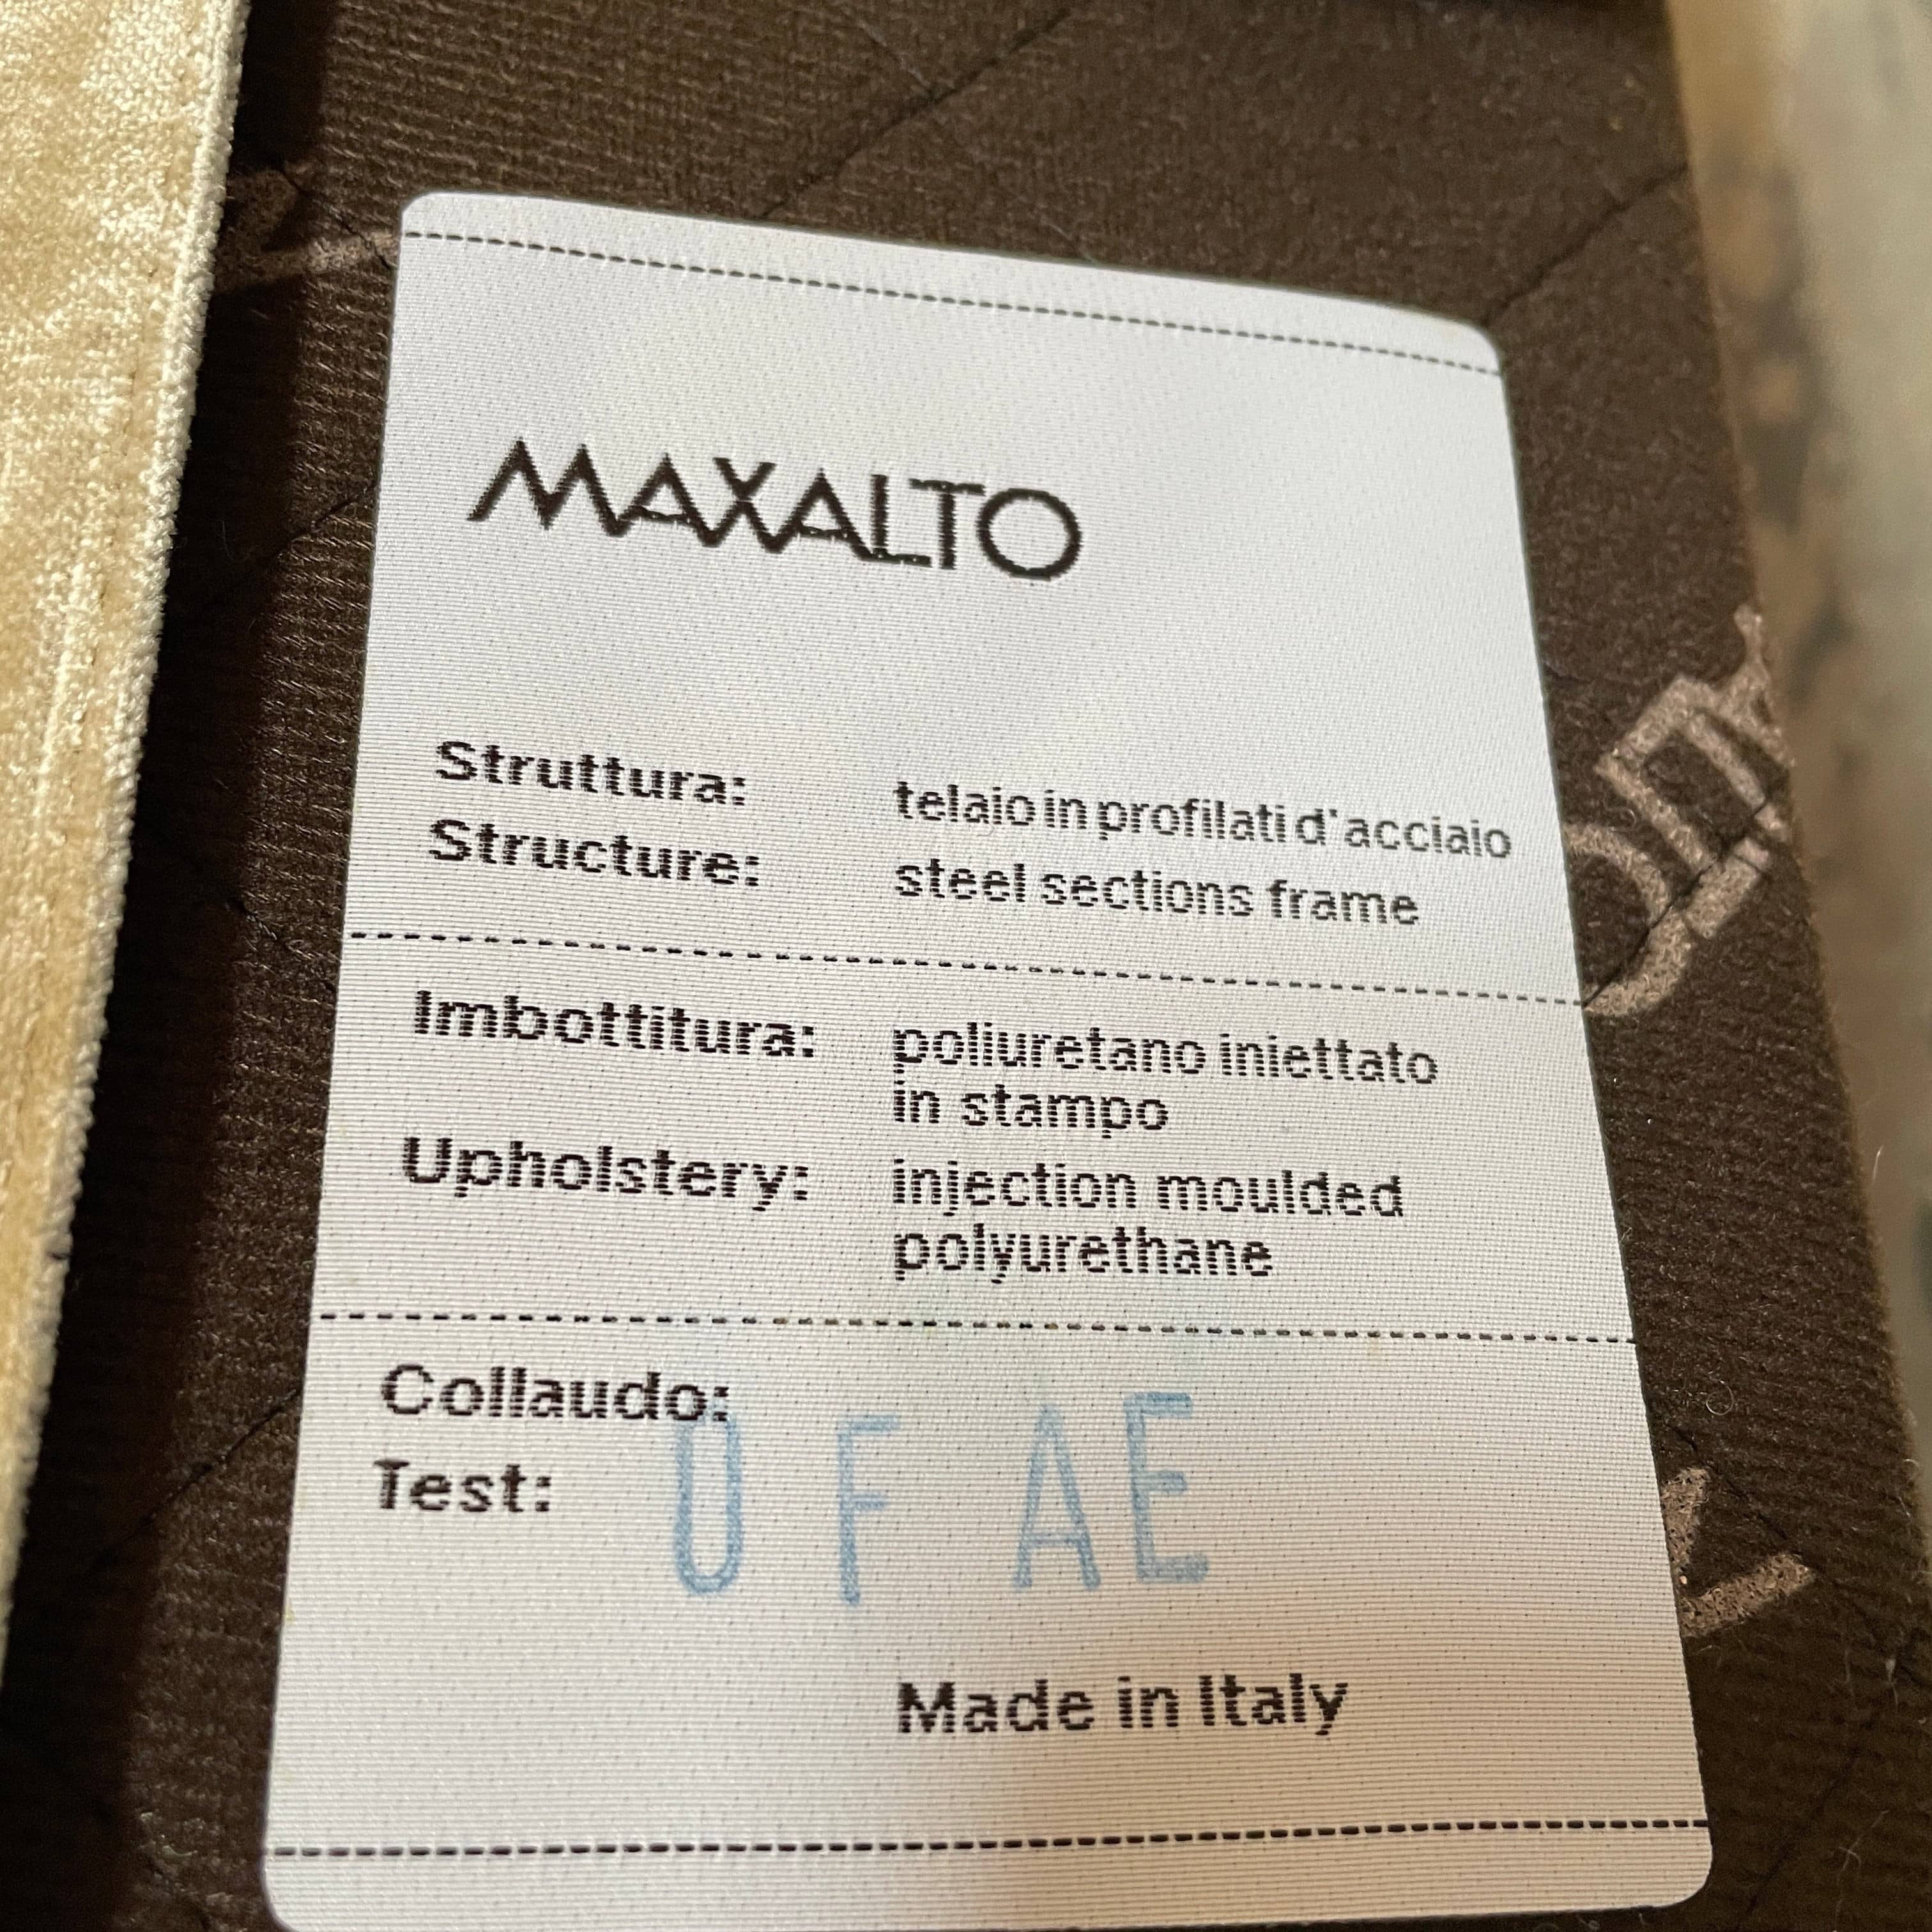 MAXALTO
Struttura: telaio in profilati d'acciaio
Structure: steel sections frame
Imbottitura: poliuretano iniettato
in stampo
Upholstery: injection moulded
polyurethane
Collaudo:
Test: 0 F AE
Made in Italy